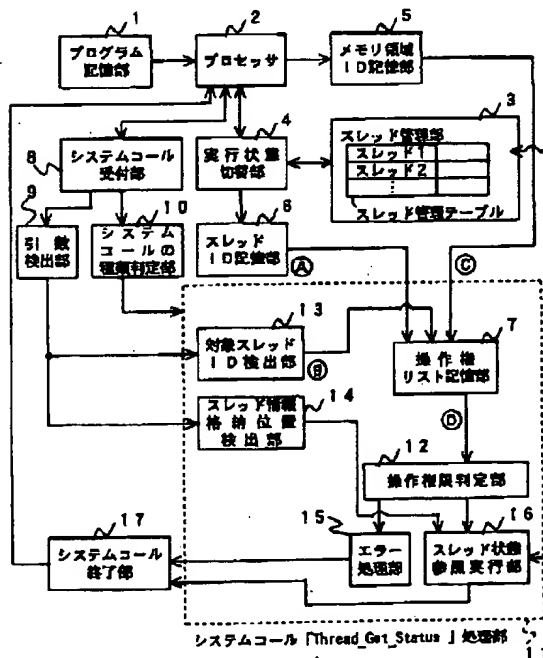 1
プログラム
記憶部
2
プロセッサ
5
メモリ領域
ID記憶部
3
スレッド管理部
スレッド1
スレッド2
スレッド管理テーブル
4
実行状態
切替部
8
システムコール
受付部
9
引数
検出部
10
システム
コールの
種類判定部
6
スレッド
ID記憶部
A
C
13
対象スレッド
ID検出部
B
7
操作権
リスト記憶部
14
スレッド情報
格納位置
検出部
D
12
操作権限判定部
17
システムコール
終了部
15
エラー
処理部
16
スレッド状態
参照実行部
システムコール「Thread_Get_Status」処理部